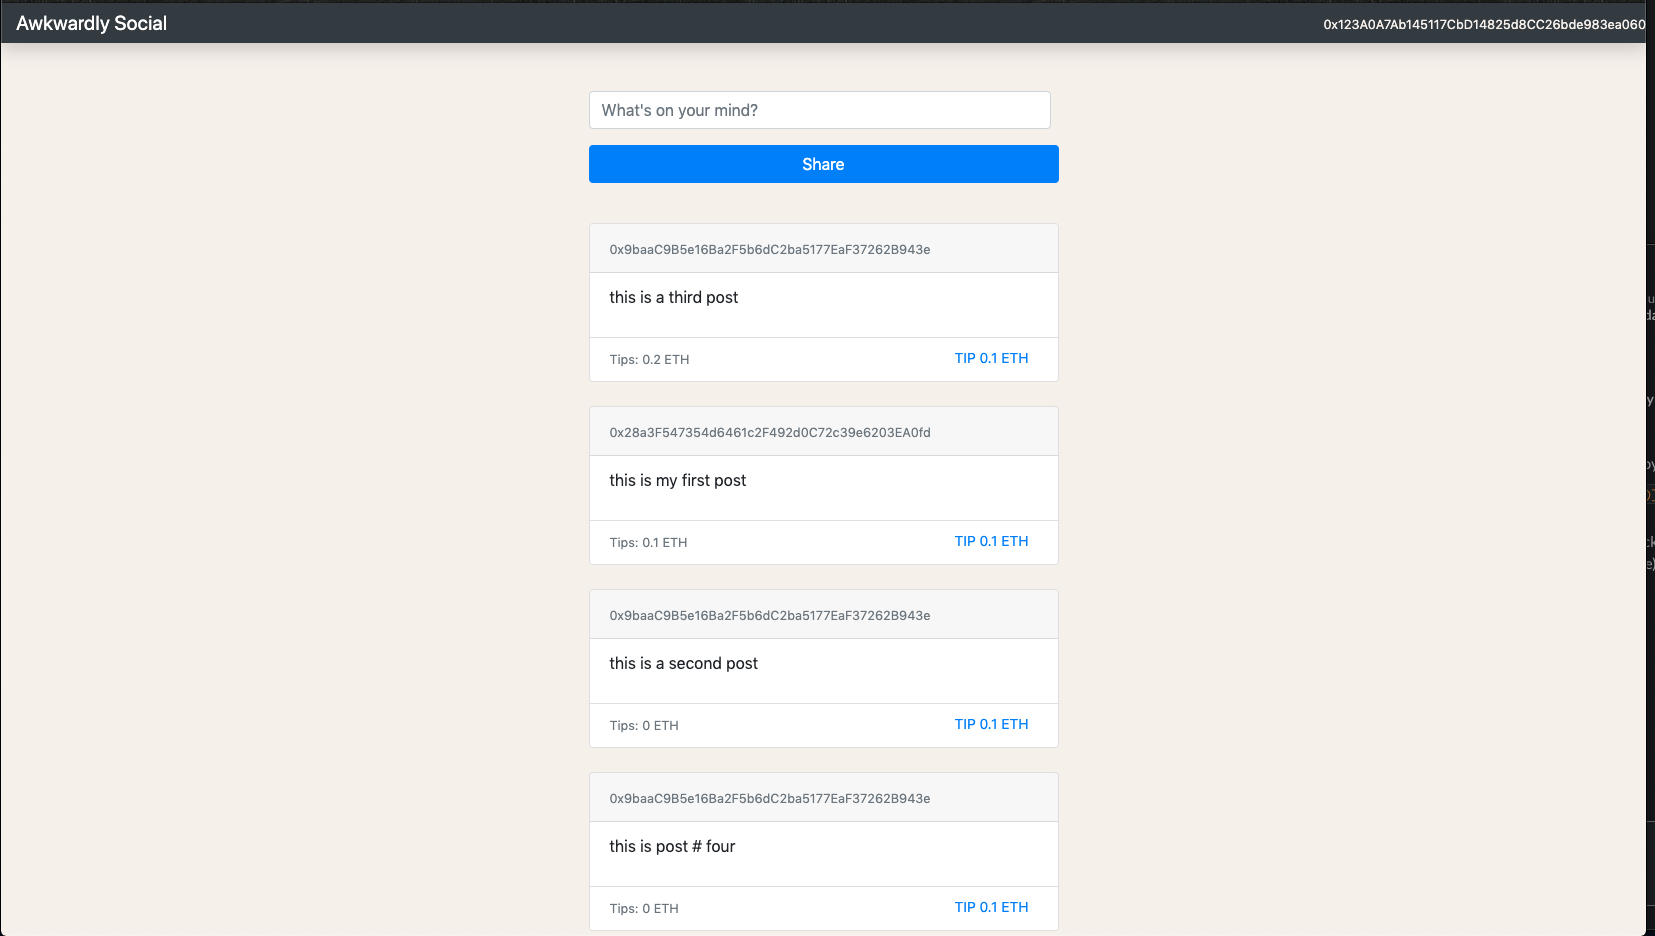 Awkwardly Social
0x123A0A7Ab145117CbD14825d8CC26bde983ea060
What's on your mind?
Share
0x9baaC9B5e16Ba2F5b6dC2ba5177EaF37262B943e
this is a third post
Tips: 0.2 ETH
TIP 0.1 ETH
0x28a3F547354d6461c2F492d0C72c39e6203EA0fd
this is my first post
Tips: 0.1 ETH
TIP 0.1 ETH
0x9baaC9B5e16Ba2F5b6dC2ba5177EaF37262B943e
this is a second post
Tips: 0 ETH
TIP 0.1 ETH
0x9baaC9B5e16Ba2F5b6dC2ba5177EaF37262B943e
this is post # four
Tips: 0 ETH
TIP 0.1 ETH